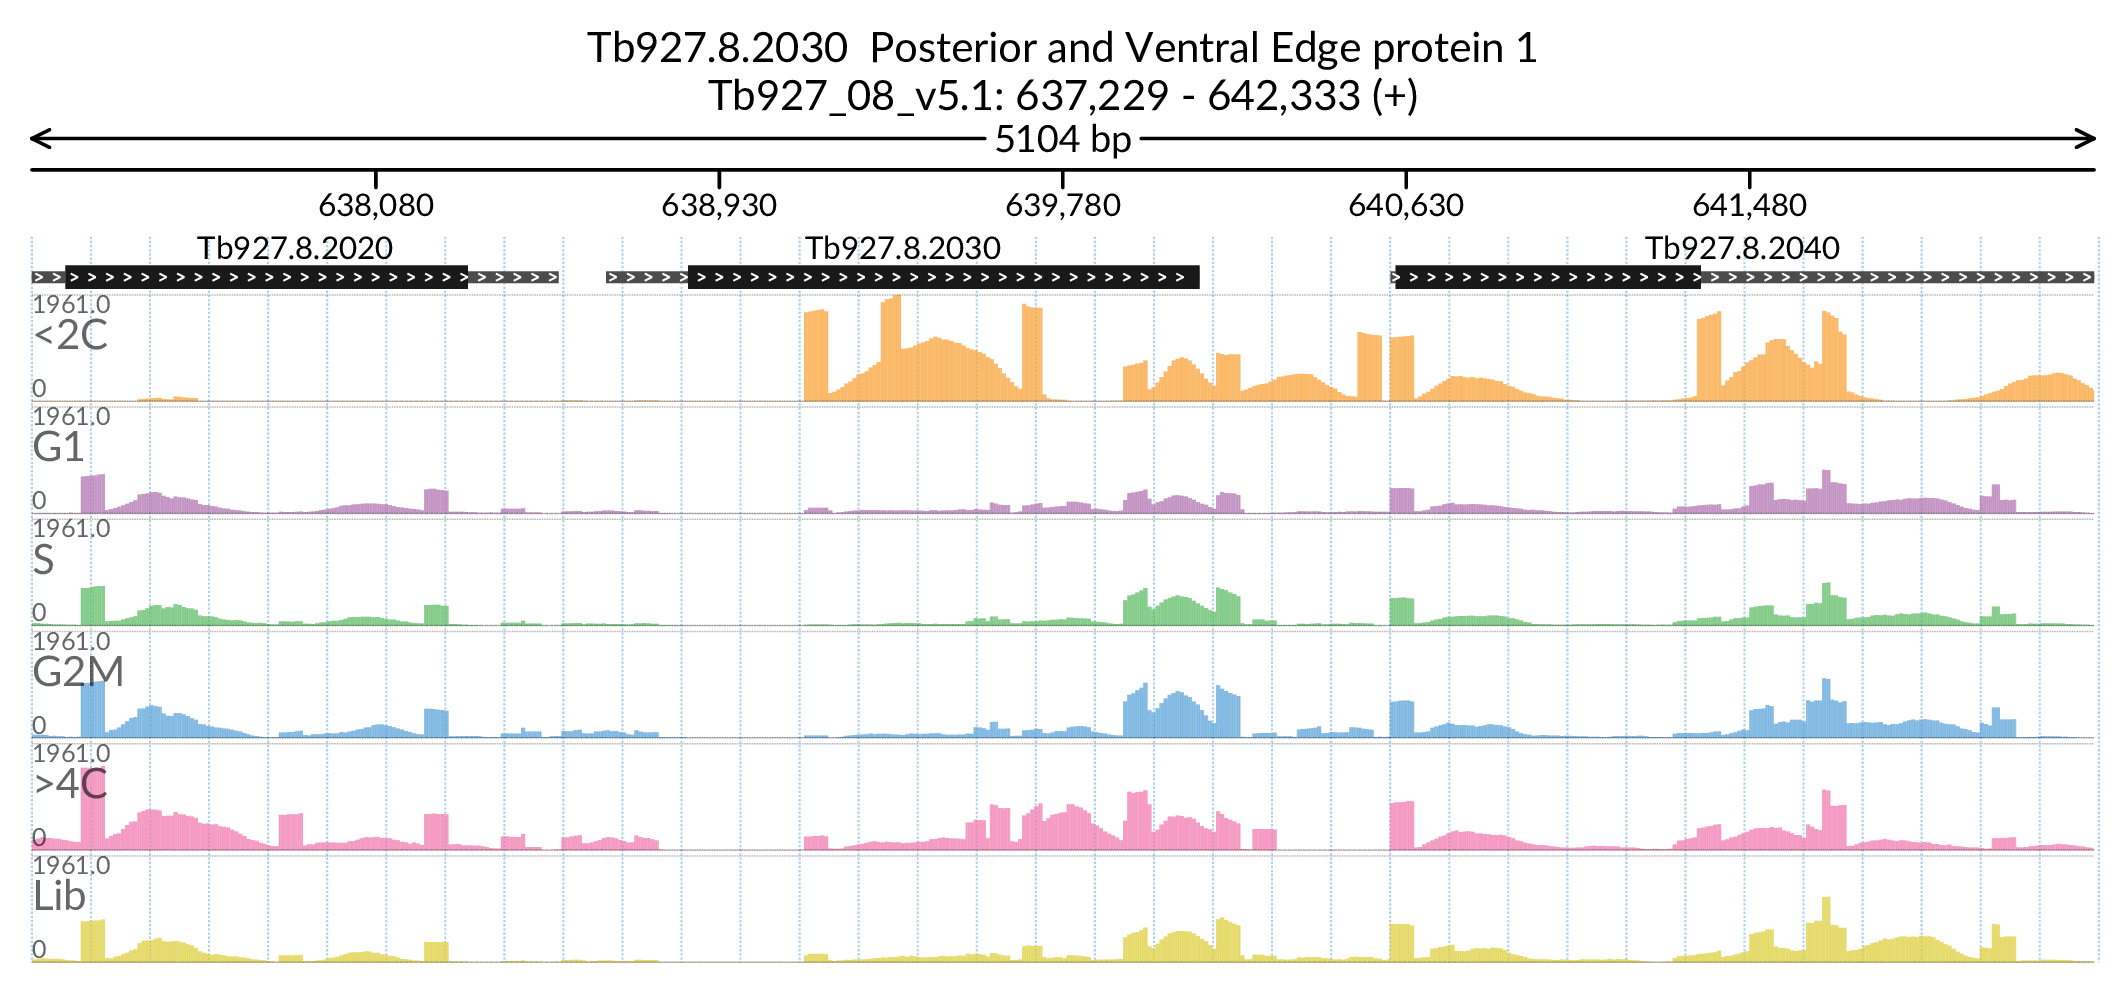 Tb927.8.2030  Posterior and Ventral Edge protein 1
Tb927_08_v5.1: 637,229 - 642,333 (+)
5104 bp
638,080 638,930 639,780 640,630 641,480
Tb927.8.2020 Tb927.8.2030 Tb927.8.2040
1961.0
<2C
0
1961.0
G1
0
1961.0
S
0
1961.0
G2M
0
1961.0
>4C
0
1961.0
Lib
0